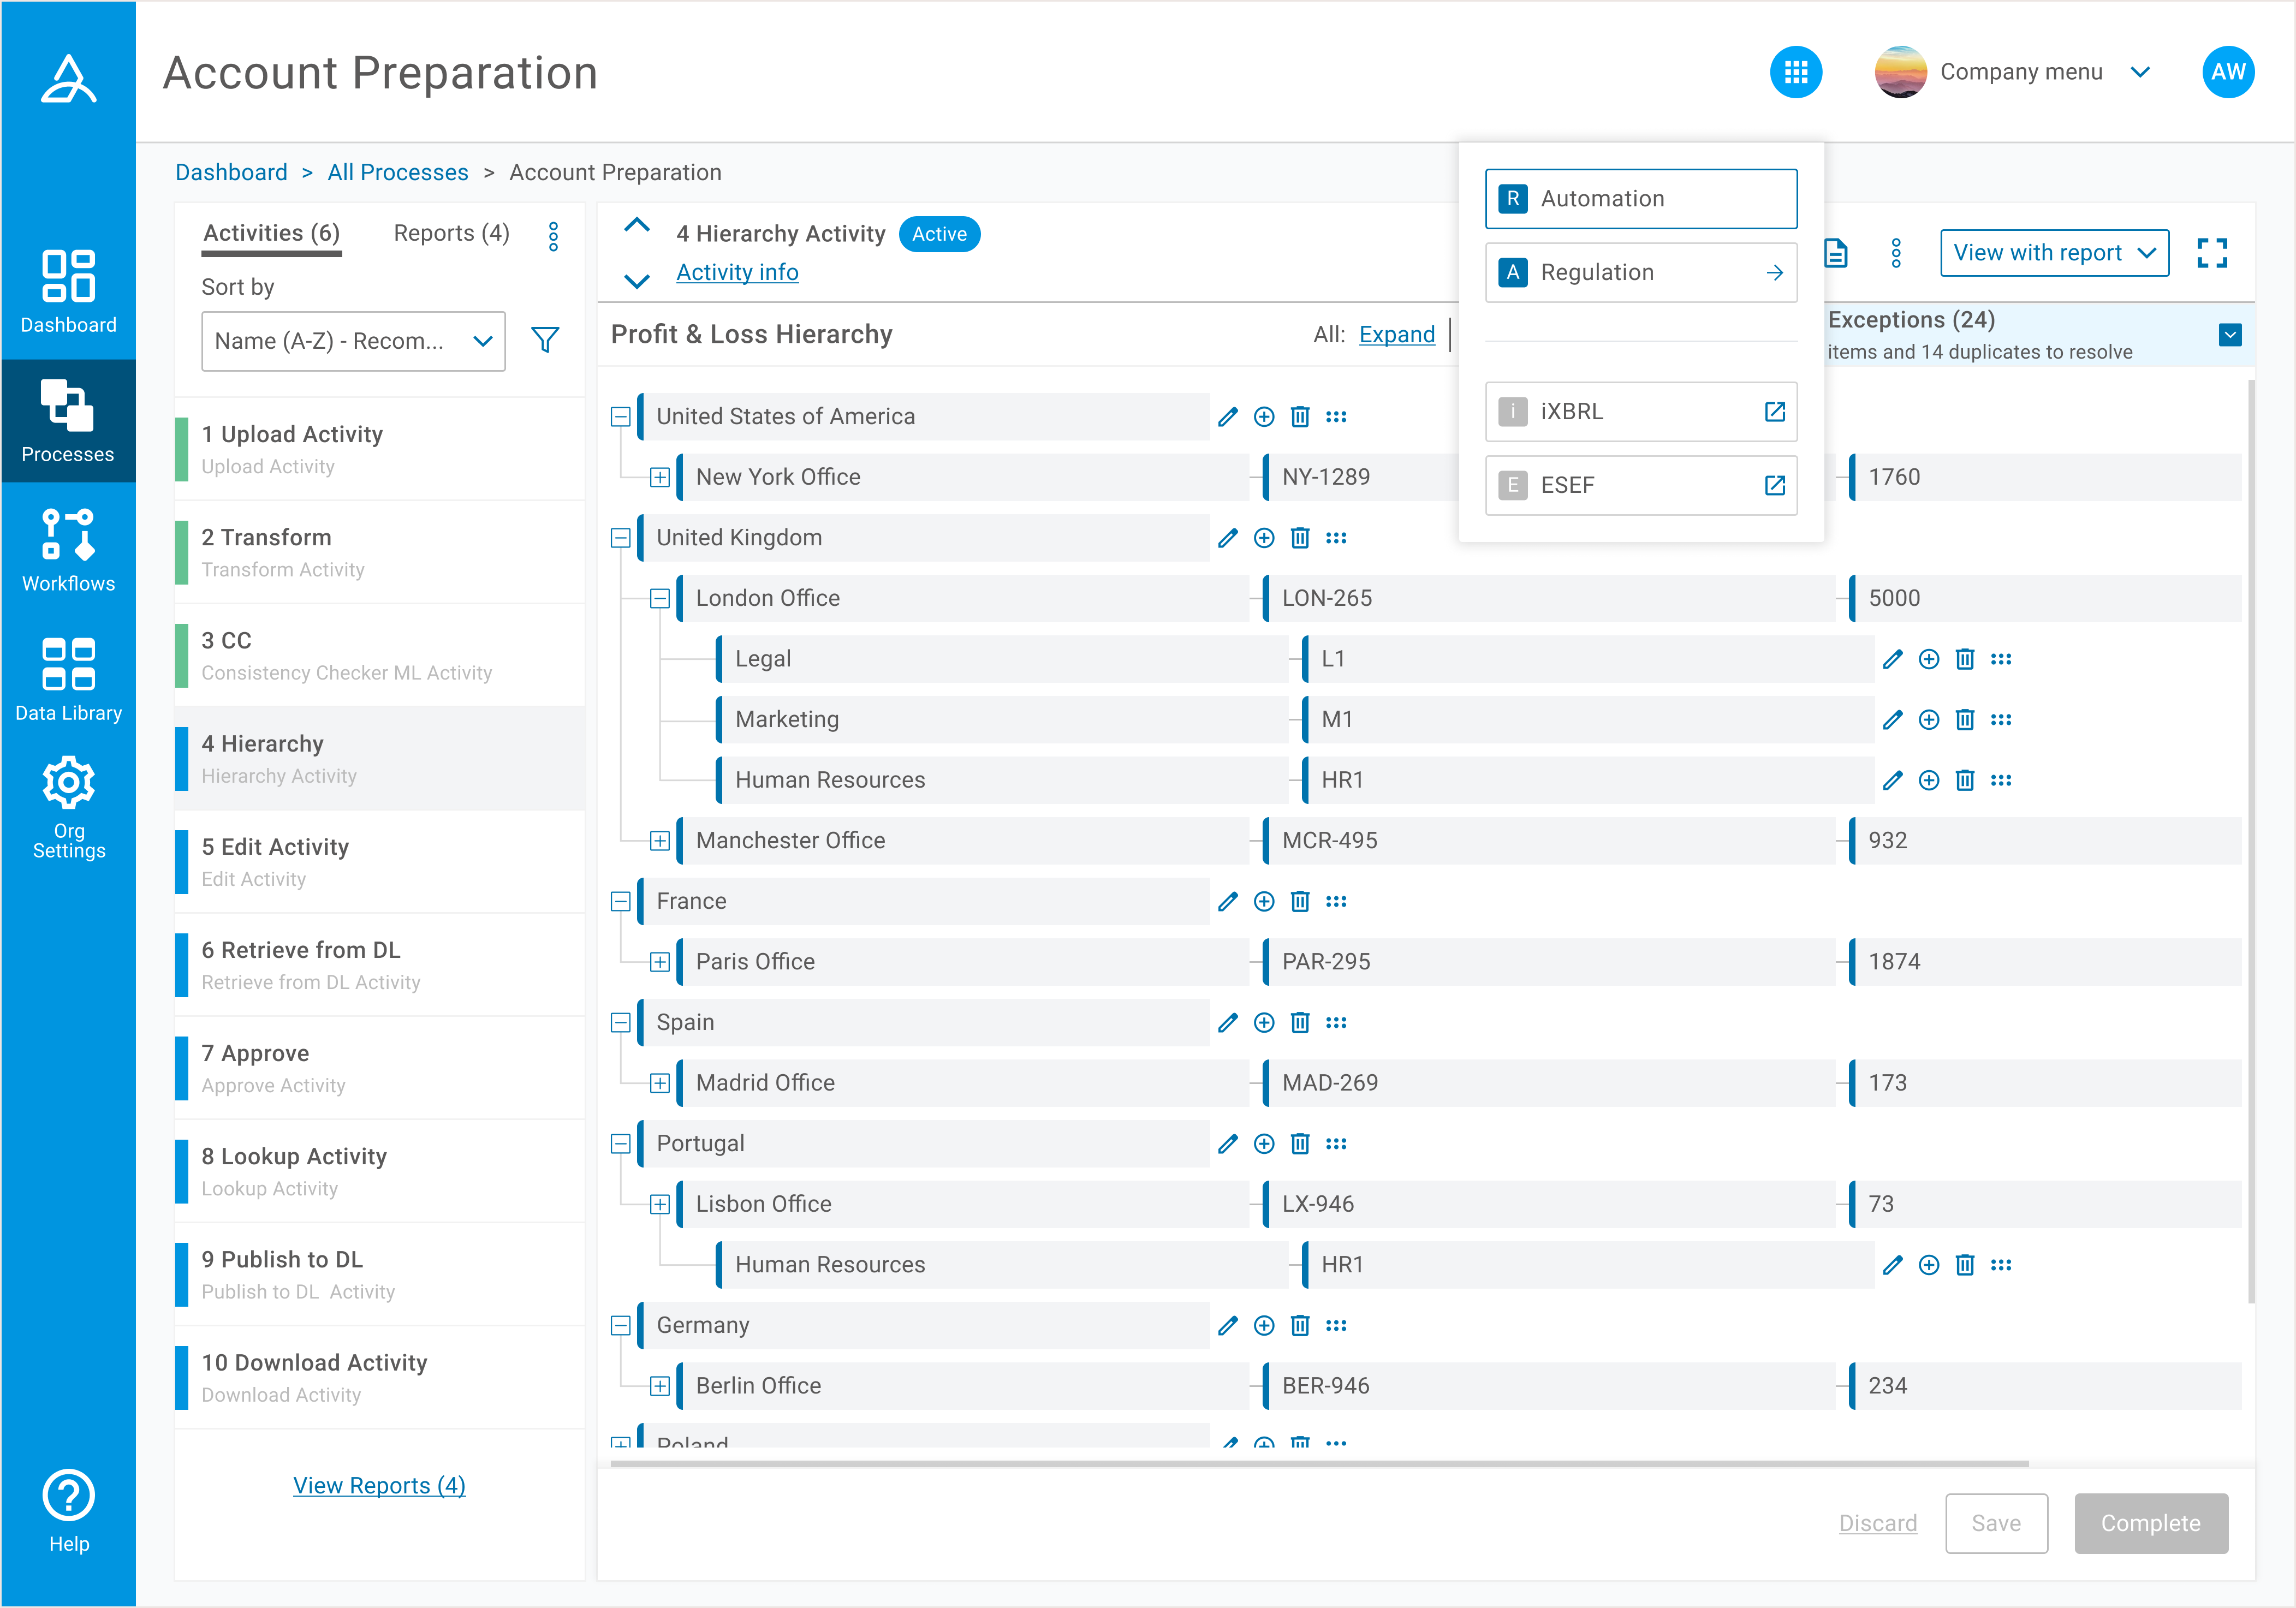 Account Preparation
Company menu
AW
Dashboard
Processes
Workflows
Data Library
Org
Settings
Help
Dashboard > All Processes > Account Preparation
Activities (6)
Reports (4)
Sort by
Name (A-Z) - Recom...
1 Upload Activity
Upload Activity
2 Transform
Transform Activity
3 CC
Consistency Checker ML Activity
4 Hierarchy
Hierarchy Activity
5 Edit Activity
Edit Activity
6 Retrieve from DL
Retrieve from DL Activity
7 Approve
Approve Activity
8 Lookup Activity
Lookup Activity
9 Publish to DL
Publish to DL Activity
10 Download Activity
Download Activity
View Reports (4)
4 Hierarchy Activity
Active
Activity info
View with report
R Automation
A Regulation
i iXBRL
E ESEF
Profit & Loss Hierarchy
All: Expand
Exceptions (24)
items and 14 duplicates to resolve
United States of America
New York Office NY-1289 1760
United Kingdom
London Office LON-265 5000
Legal L1
Marketing M1
Human Resources HR1
Manchester Office MCR-495 932
France
Paris Office PAR-295 1874
Spain
Madrid Office MAD-269 173
Portugal
Lisbon Office LX-946 73
Human Resources HR1
Germany
Berlin Office BER-946 234
Poland
Discard
Save
Complete